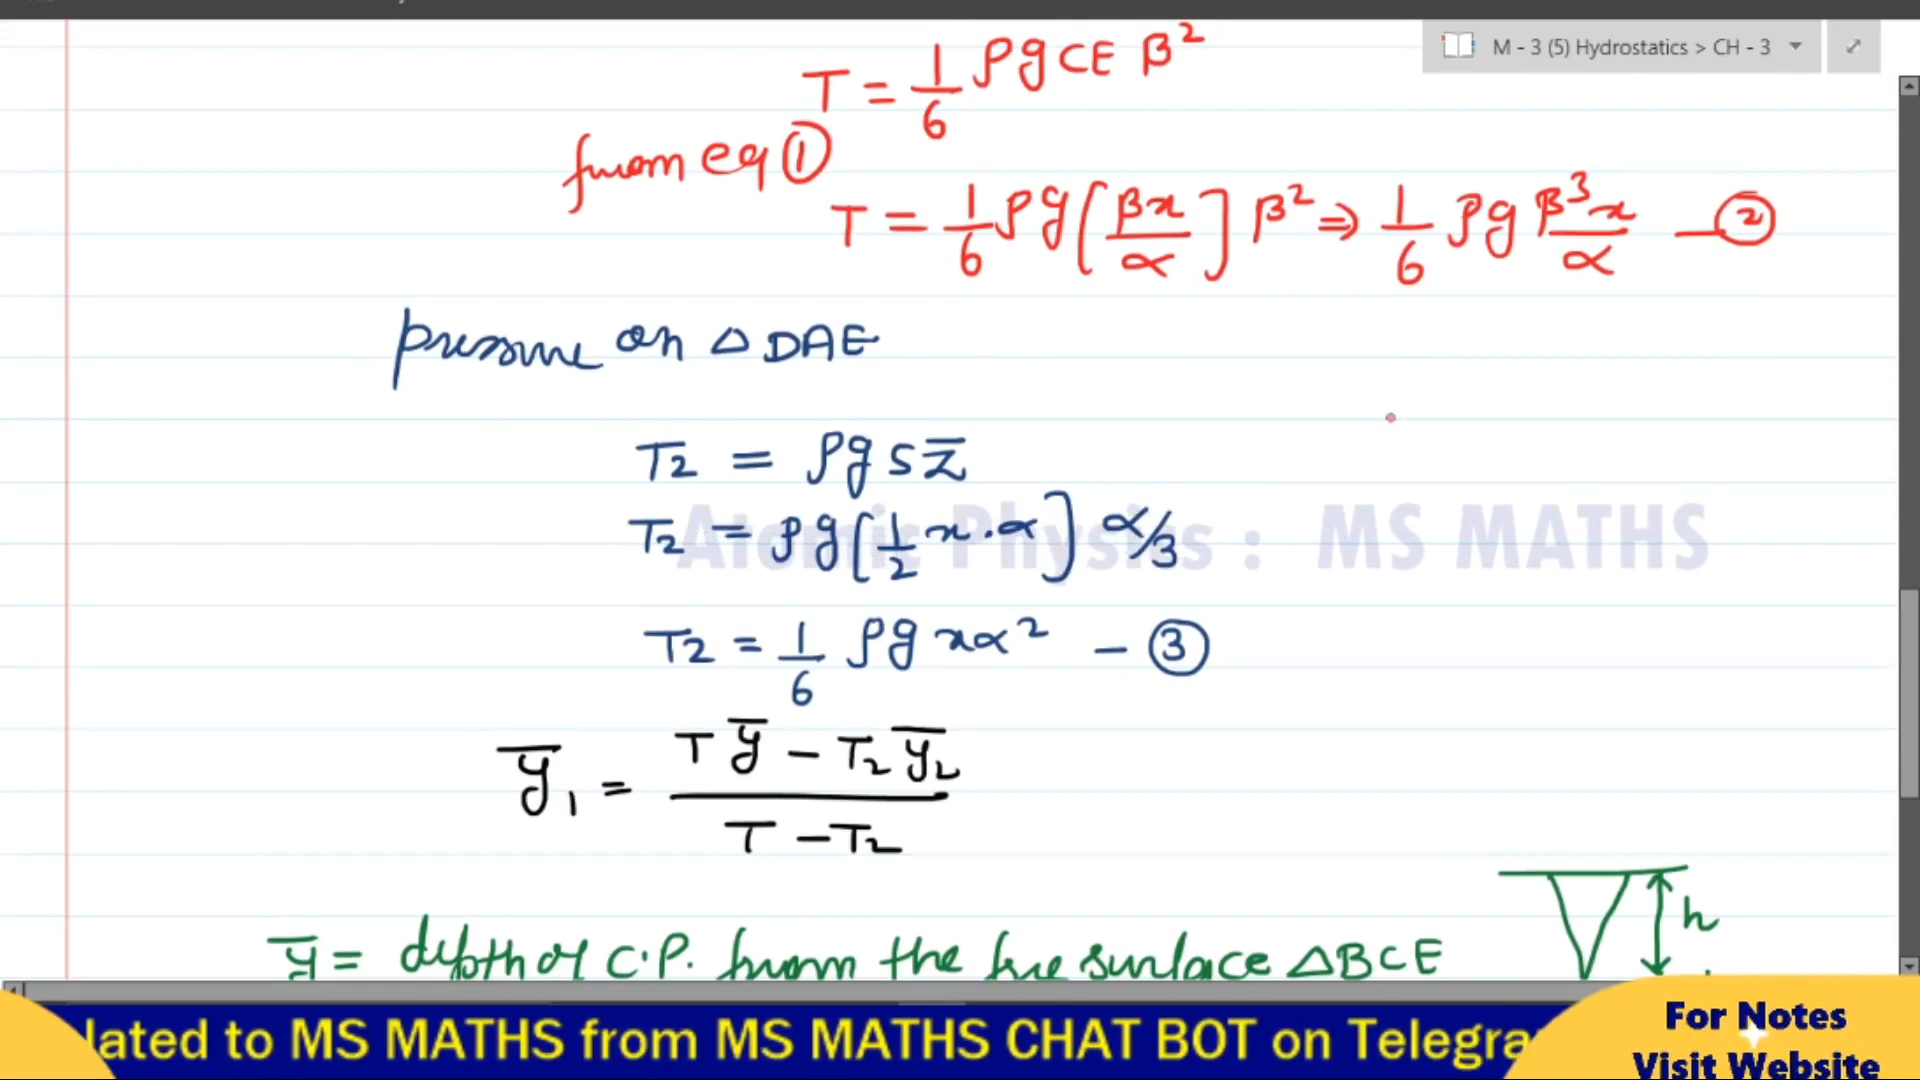 M - 3 (5) Hydrostatics > CH - 3
T = 1/6 ρg CE β²
from eq ①
T = 1/6 ρg [βx/α] β² ⇒ 1/6 ρg β³x/α — ②
pressure on △ DAE
T₂ = ρg S z̅
T₂ = ρg [1/2 x.α] α/3
Atomic Physics : MS MATHS
T₂ = 1/6 ρg xα² — ③
y̅₁ = (T y̅ – T₂ y̅₂) / (T – T₂)
h
y̅ = depth of C.P. from the free surface △BCE
lated to MS MATHS from MS MATHS CHAT BOT on Telegra
For Notes
Visit Website